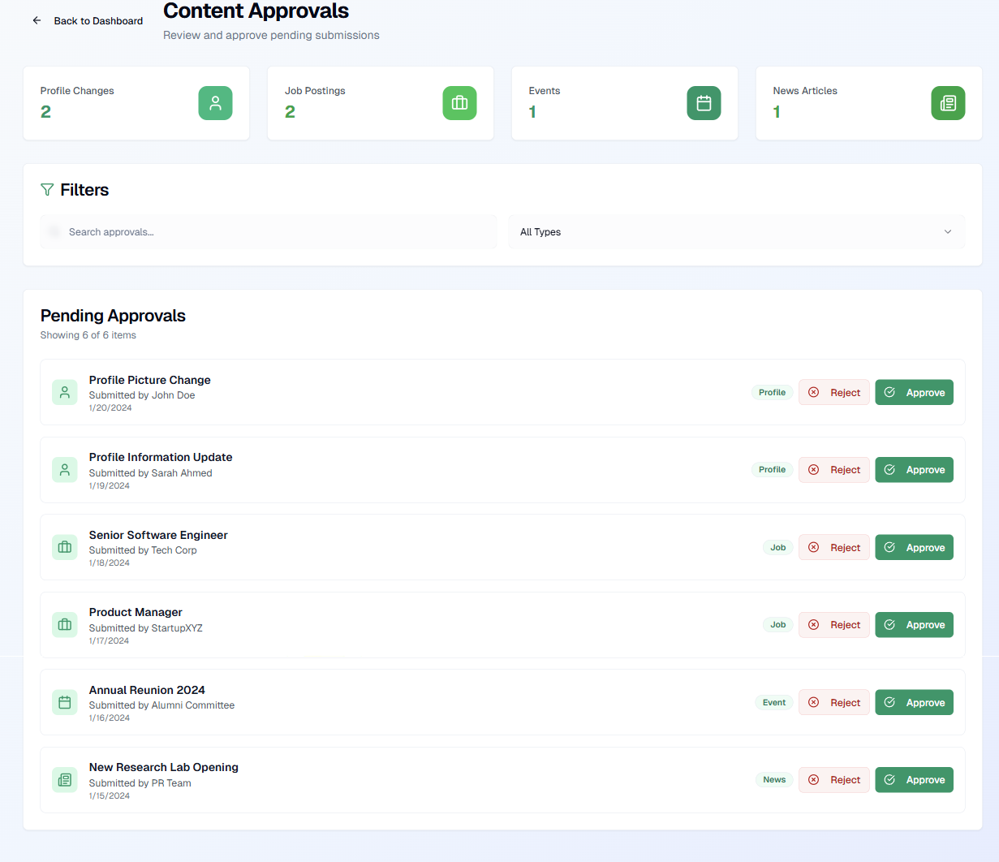 Back to Dashboard
Content Approvals
Review and approve pending submissions
Profile Changes
2
Job Postings
2
Events
1
News Articles
1
Filters
Search approvals...
All Types
Pending Approvals
Showing 6 of 6 items
Profile Picture Change
Submitted by John Doe
1/20/2024
Profile
Reject
Approve
Profile Information Update
Submitted by Sarah Ahmed
1/19/2024
Profile
Reject
Approve
Senior Software Engineer
Submitted by Tech Corp
1/18/2024
Job
Reject
Approve
Product Manager
Submitted by StartupXYZ
1/17/2024
Job
Reject
Approve
Annual Reunion 2024
Submitted by Alumni Committee
1/16/2024
Event
Reject
Approve
New Research Lab Opening
Submitted by PR Team
1/15/2024
News
Reject
Approve